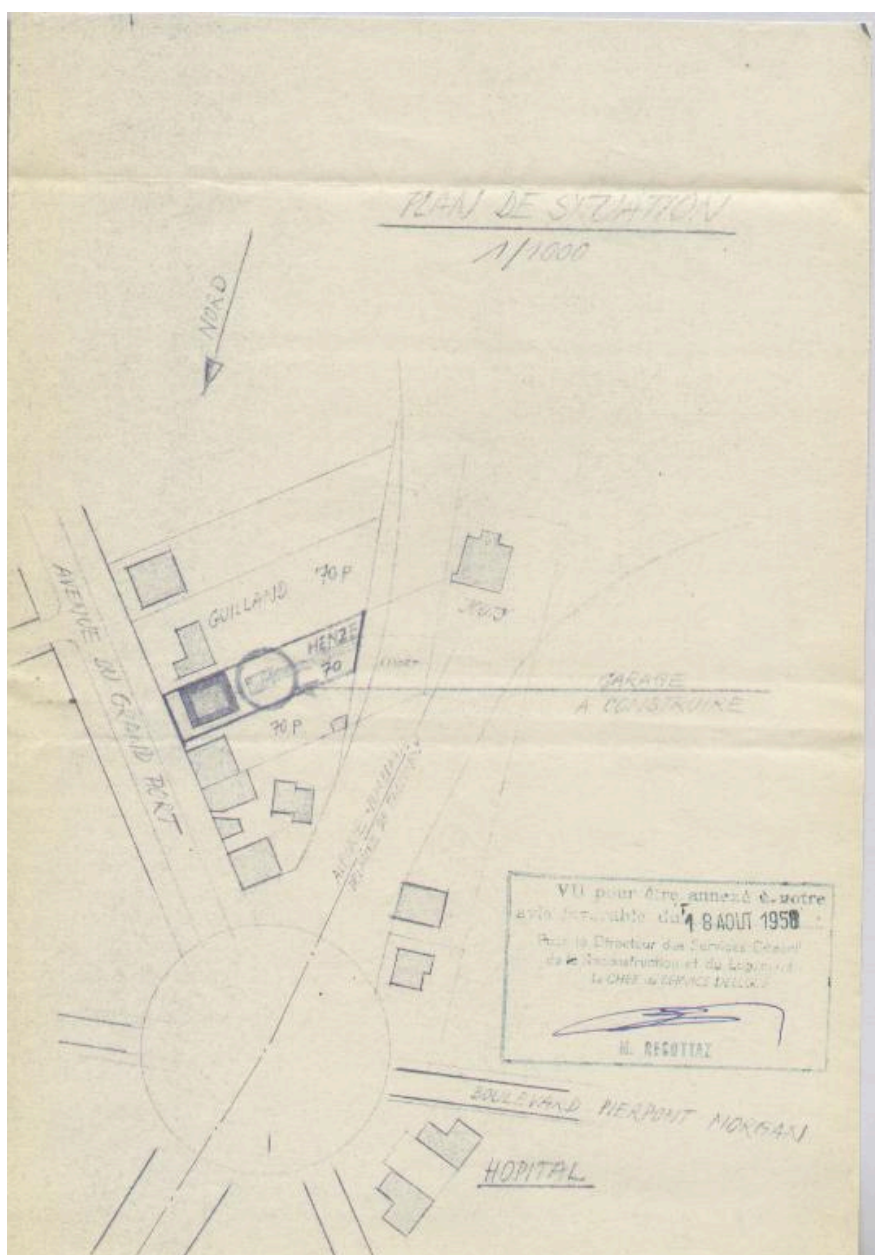 PLAN DE SITUATION
1/1000
NORD
AVENUE DU GRAND PORT
GUILLAND
70 P
HENZE
70
70 P
GARAGE
A CONSTRUIRE
VU pour être annexé à notre
avis favorable du 18 AOUT 1958
Pour le Directeur des Services
de la Reconstruction et du Logement
Le CHEF de SERVICE DELEGUE
BOULEVARD PIERPONT MORGAN
HOPITAL